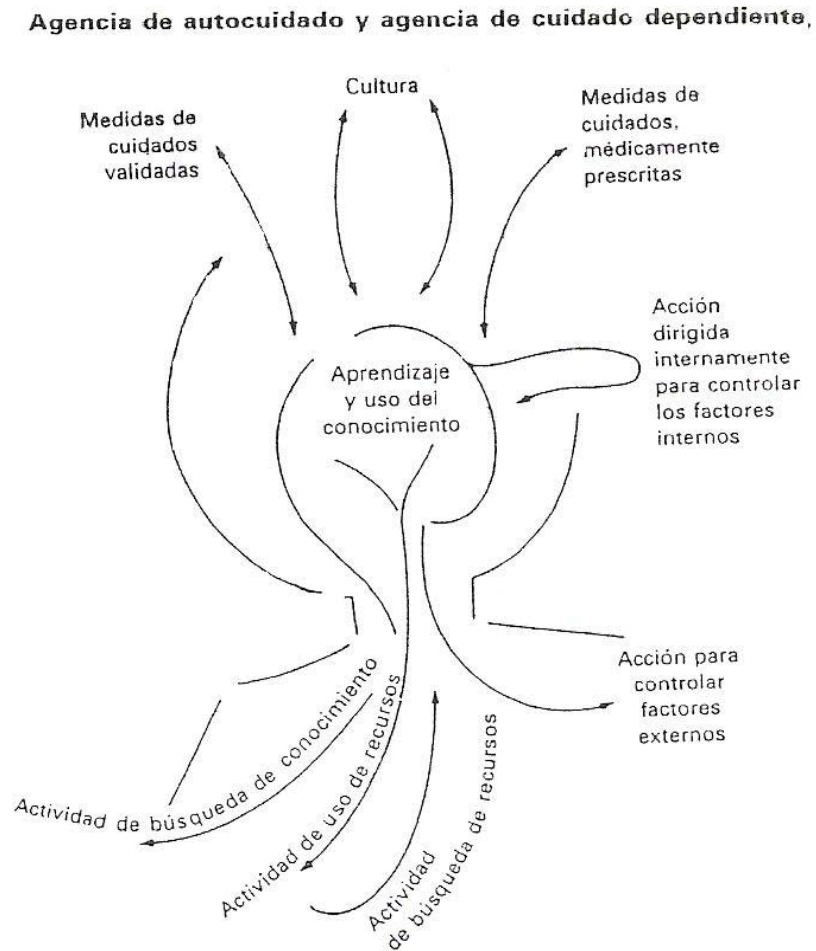 Agencia de autocuidado y agencia de cuidado dependiente,
Cultura
Medidas de
cuidados
validadas
Medidas de
cuidados,
médicamente
prescritas
Acción
dirigida
internamente
para controlar
los factores
internos
Aprendizaje
y uso del
conocimiento
Acción para
controlar
factores
externos
Actividad de búsqueda de conocimiento
Actividad de uso de recursos
Actividad
de búsqueda de recursos